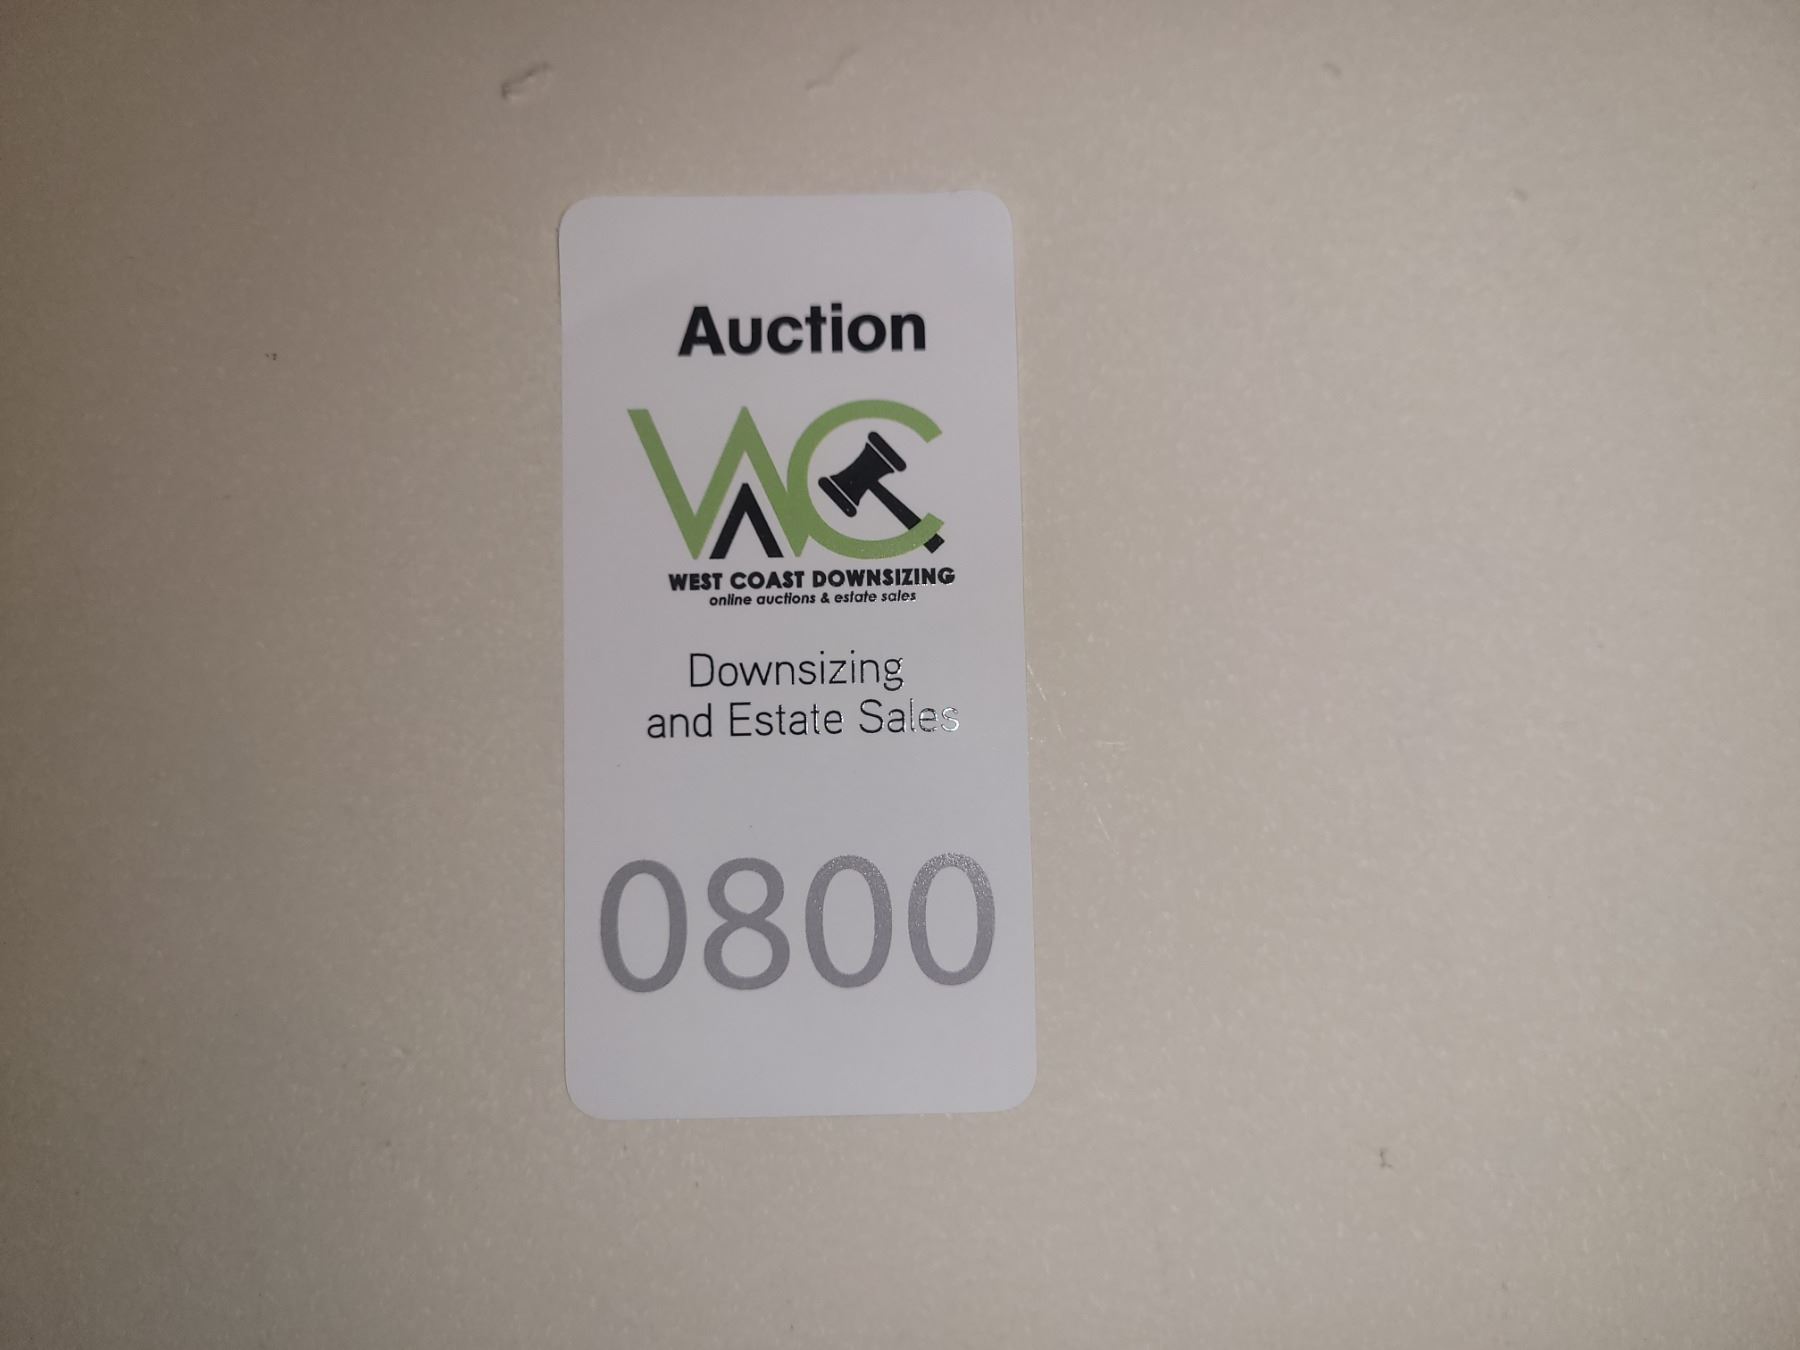 Auction
WC
WEST COAST DOWNSIZING
online auctions & estate sales
Downsizing
and Estate Sales
0800